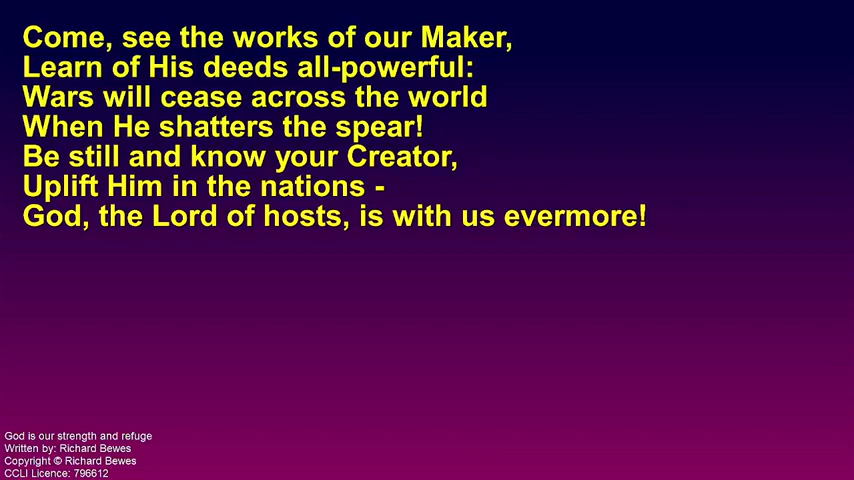 Come, see the works of our Maker,
Learn of His deeds all-powerful:
Wars will cease across the world
When He shatters the spear!
Be still and know your Creator,
Uplift Him in the nations -
God, the Lord of hosts, is with us evermore!
God is our strength and refuge
Written by: Richard Bewes
Copyright © Richard Bewes
CCLI Licence: 796612